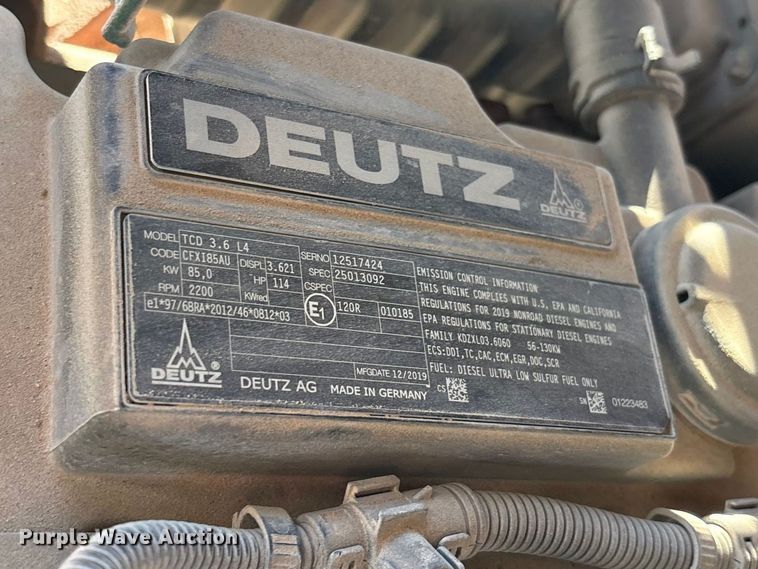 DEUTZ
DEUTZ
MODEL TCD 3.6 L4
CODE CFXI85AU DISPL 3.621 SERNO 12517424
KW 85,0 HP 114 SPEC 25013092
RPM 2200 KWred CSPEC
e1*97/68RA*2012/46*0812*03 E1 120R 010185
EMISSION CONTROL INFORMATION
THIS ENGINE COMPLIES WITH U.S. EPA AND CALIFORNIA
REGULATIONS FOR 2019 NONROAD DIESEL ENGINES AND
EPA REGULATIONS FOR STATIONARY DIESEL ENGINES
FAMILY KDZXL03.6060 56-130KW
ECS:DDI,TC,CAC,ECM,EGR,DOC,SCR
FUEL: DIESEL ULTRA LOW SULFUR FUEL ONLY
DEUTZ
DEUTZ AG MADE IN GERMANY
MFGDATE 12/2019
CS
SN 01223483
Purple Wave Auction